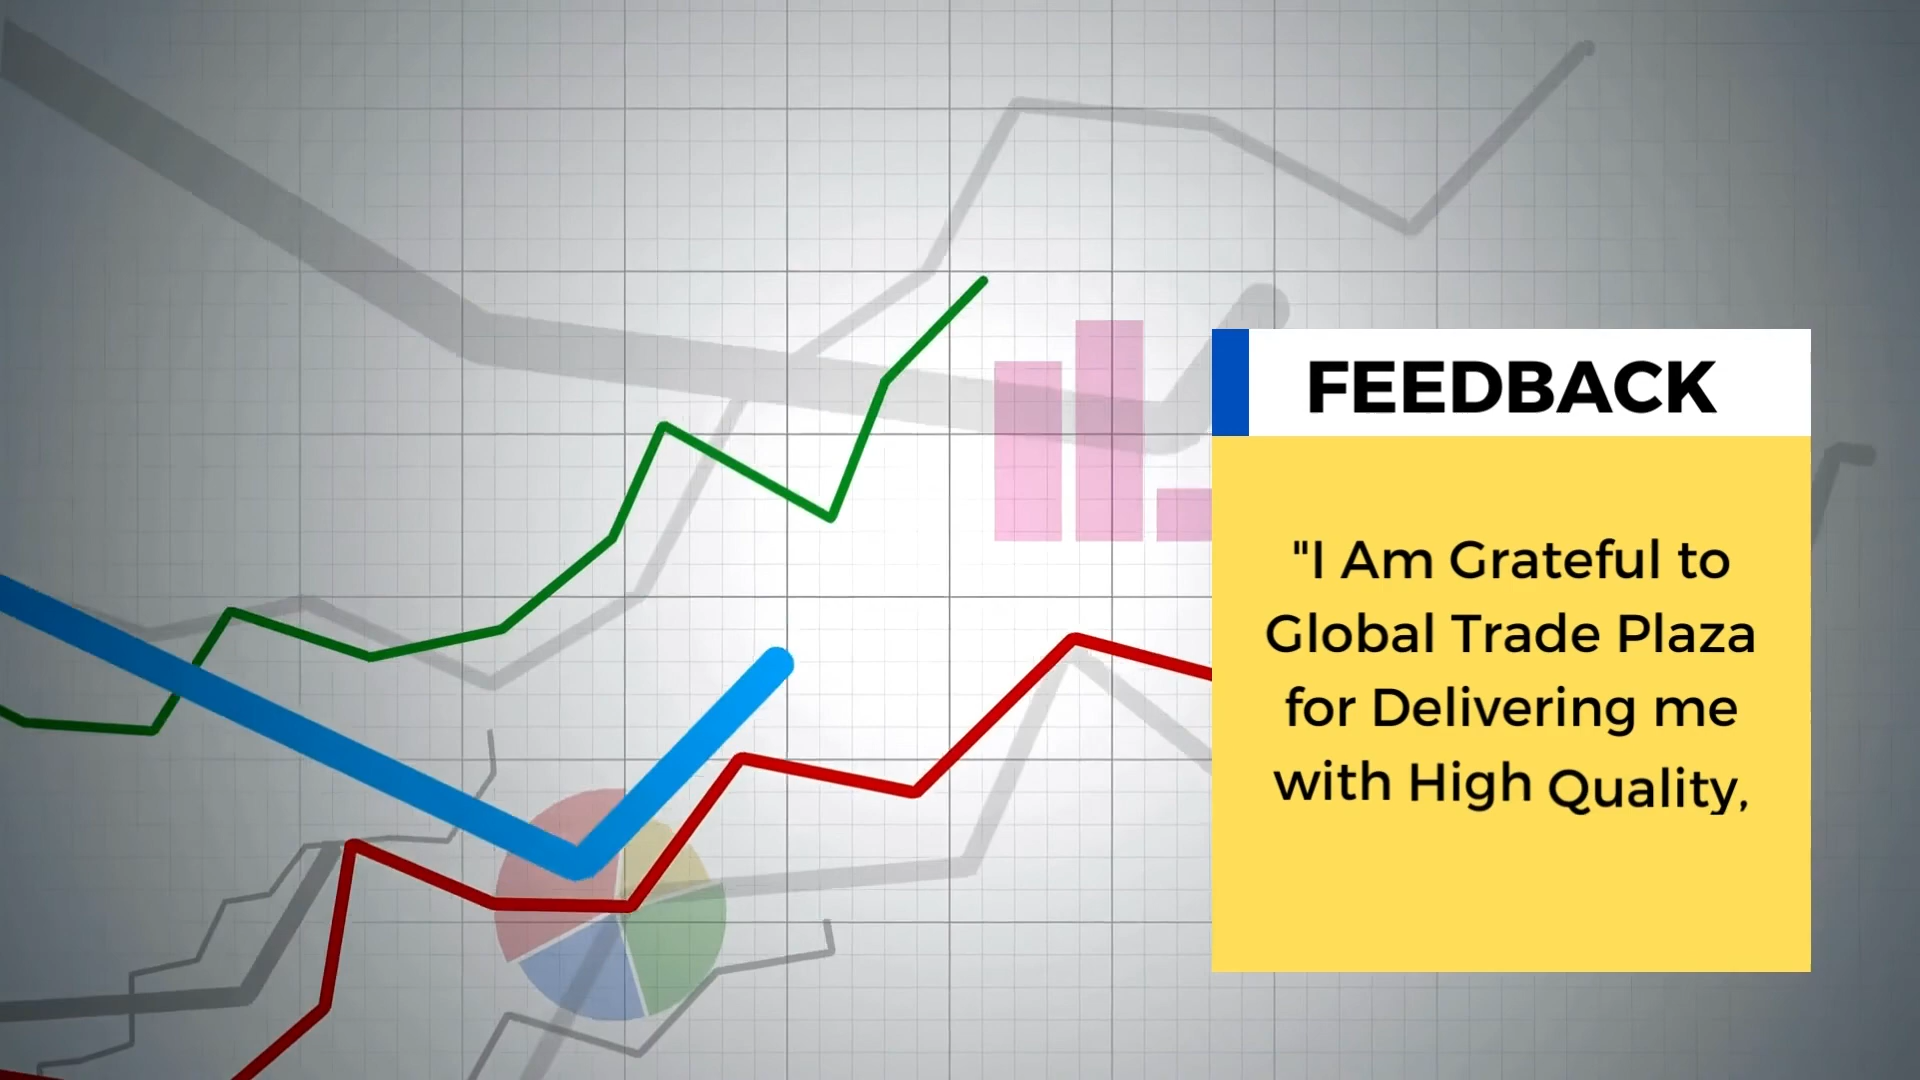 FEEDBACK
"I Am Grateful to
Global Trade Plaza
for Delivering me
with High Quality,